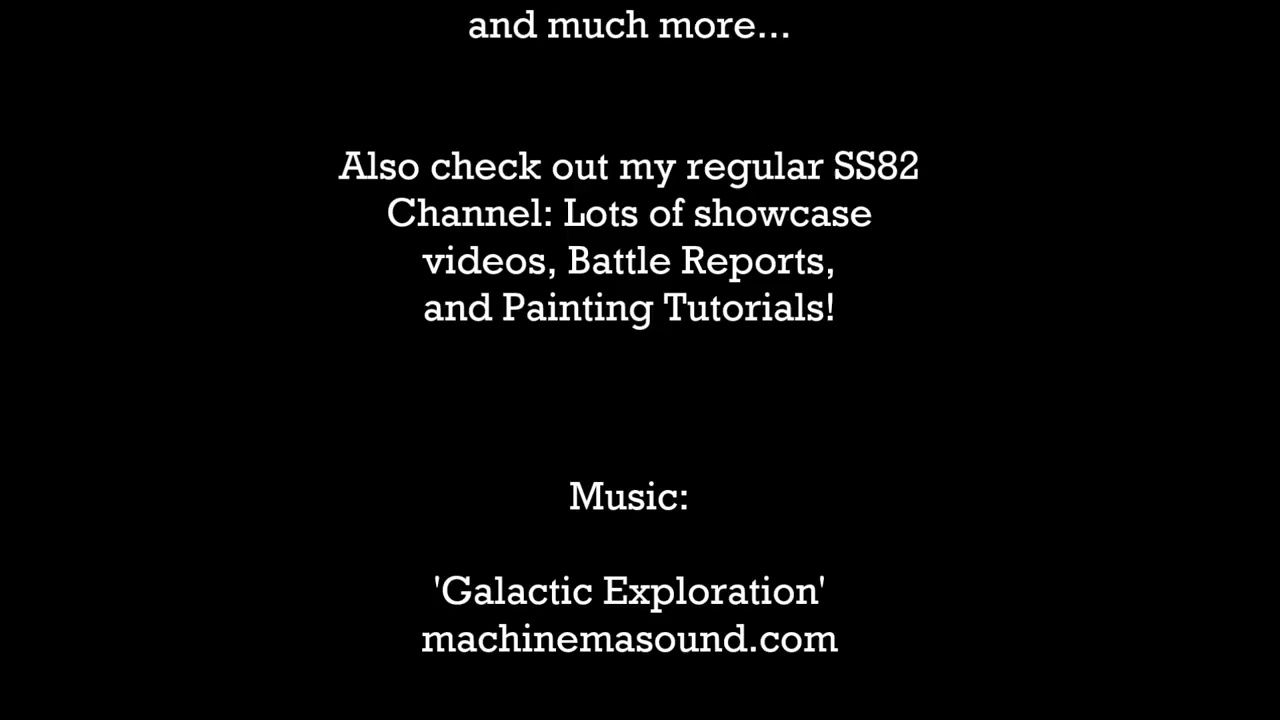 and much more...
Also check out my regular SS82
Channel: Lots of showcase
videos, Battle Reports,
and Painting Tutorials!
Music:
'Galactic Exploration'
machinemasound.com